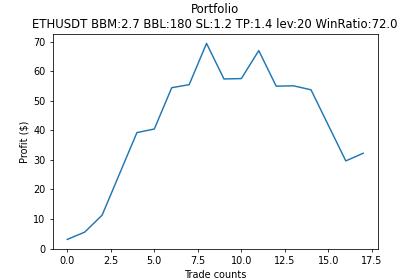 Portfolio
ETHUSDT BBM:2.7 BBL:180 SL:1.2 TP:1.4 lev:20 WinRatio:72.0
70
60
50
40
30
20
10
0
Profit ($)
0.0 2.5 5.0 7.5 10.0 12.5 15.0 17.5
Trade counts